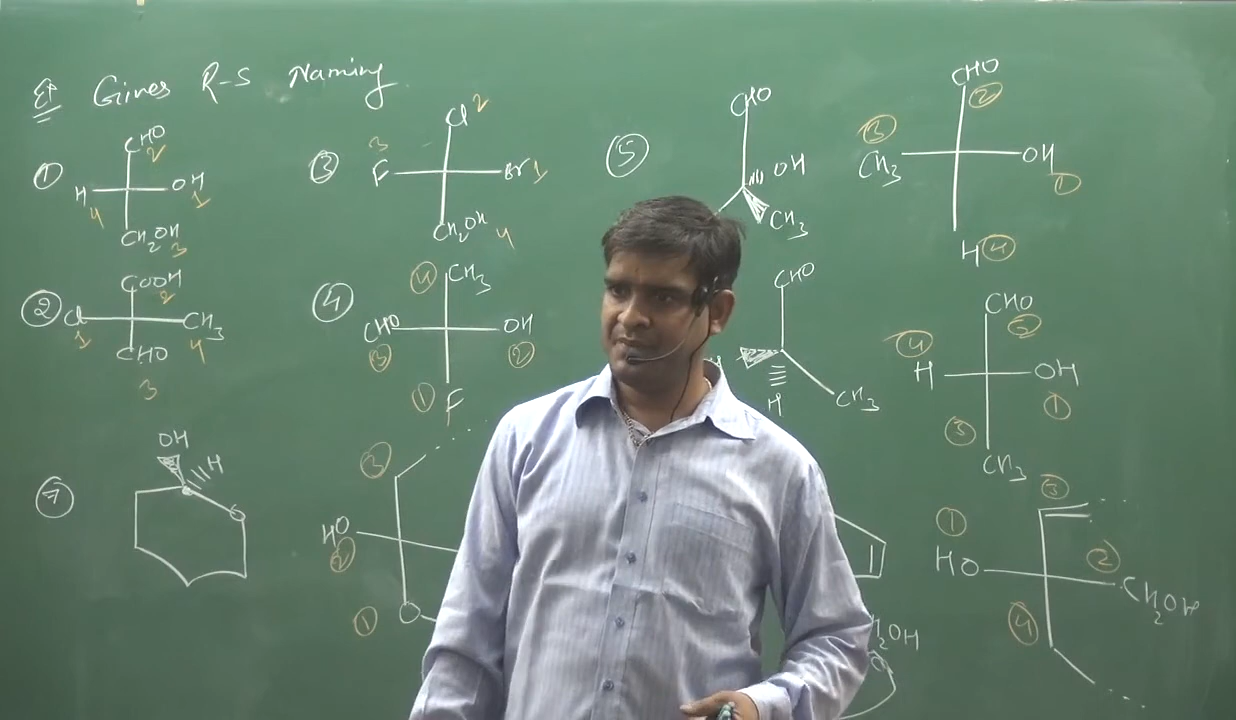 Ex Gives R-S Naming
① CHO
2
H OH
4 1
CH₂OH
3
② COOH
2
Cl CH₃
1 4
CHO
3
③ Cl 2
3
F Br 1
CH₂OH 4
④ ④ CH₃
CHO OH
③ ②
① F
⑤ CHO
OH
CH₃
CHO
②
③
CH₃ OH
①
H ④
CHO
H
CH₃
CHO
②
④
H OH
①
③
CH₃
⑦ OH
H
③
HO
②
①
③
①
HO ②
CH₂OH
④
₂OH